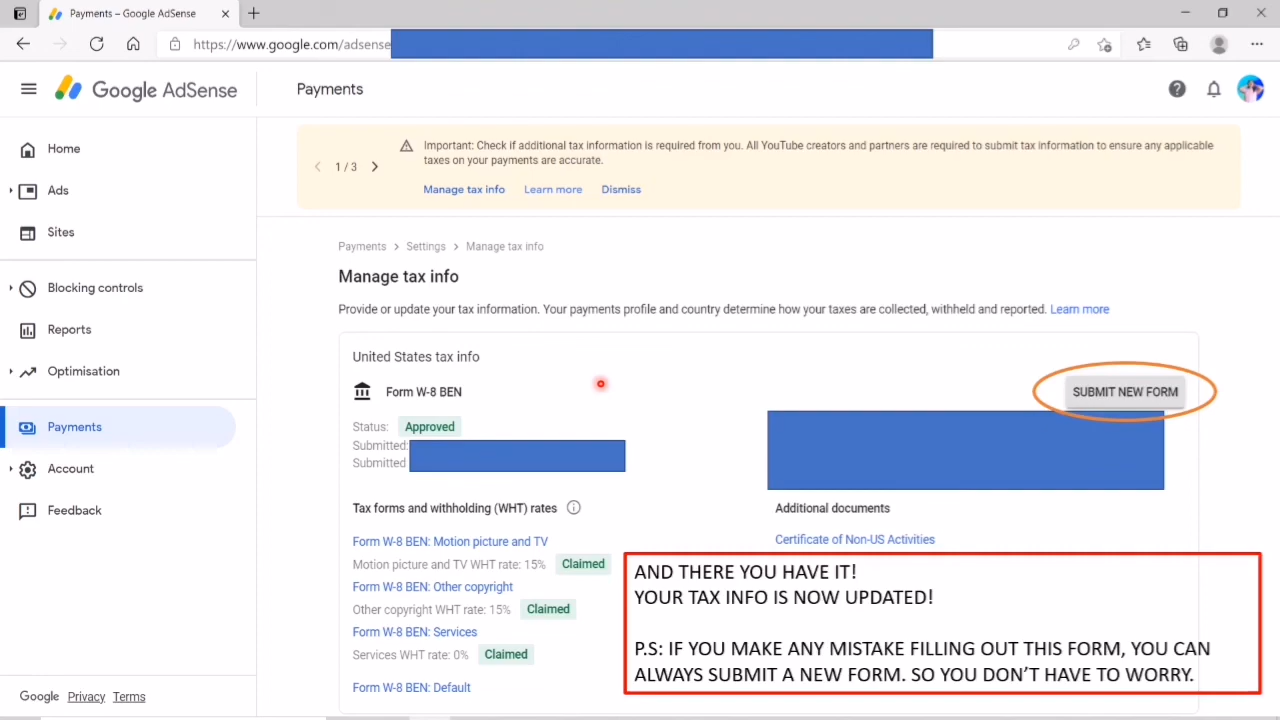 Payments – Google AdSense
https://www.google.com/adsense
Google AdSense
Payments
Home
Ads
Sites
Blocking controls
Reports
Optimisation
Payments
Account
Feedback
Google Privacy Terms
1 / 3
Important: Check if additional tax information is required from you. All YouTube creators and partners are required to submit tax information to ensure any applicable
taxes on your payments are accurate.
Manage tax info Learn more Dismiss
Payments > Settings > Manage tax info
Manage tax info
Provide or update your tax information. Your payments profile and country determine how your taxes are collected, withheld and reported. Learn more
United States tax info
Form W-8 BEN
SUBMIT NEW FORM
Status: Approved
Submitted:
Submitted
Tax forms and withholding (WHT) rates
Form W-8 BEN: Motion picture and TV
Motion picture and TV WHT rate: 15% Claimed
Form W-8 BEN: Other copyright
Other copyright WHT rate: 15% Claimed
Form W-8 BEN: Services
Services WHT rate: 0% Claimed
Form W-8 BEN: Default
Additional documents
Certificate of Non-US Activities
AND THERE YOU HAVE IT!
YOUR TAX INFO IS NOW UPDATED!
P.S: IF YOU MAKE ANY MISTAKE FILLING OUT THIS FORM, YOU CAN
ALWAYS SUBMIT A NEW FORM. SO YOU DON'T HAVE TO WORRY.